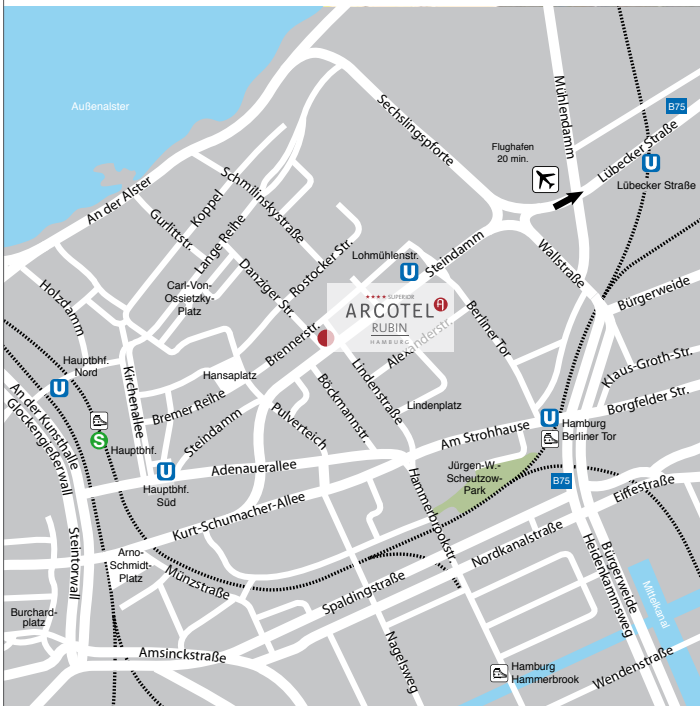 Außenalster
An der Alster
Sechslingspforte
Mühlendamm
B75
Flughafen
20 min.
Lübecker Straße
U
Lübecker Straße
Schmilinskystraße
Koppel
Gurlittstr.
Lange Reihe
Danziger Str.
Rostocker Str.
Lohmühlenstr.
U
Steindamm
Wallstraße
Holzdamm
Carl-Von-
Ossietzky-
Platz
★★★★ SUPERIOR
ARCOTEL
A
RUBIN
HAMBURG
Brennerstr.
Alexanderstr.
Berliner Tor
Bürgerweide
Klaus-Groth-Str.
Borgfelder Str.
Hauptbhf.
Nord
U
Kirchenallee
Hansaplatz
Bremer Reihe
Steindamm
Pulverteich
Böckmannstr.
Lindenstraße
Lindenplatz
An der Kunsthalle
Glockengießerwall
S
Hauptbhf.
U
Hauptbhf.
Süd
Adenauerallee
Am Strohhause
U
Hamburg
Berliner Tor
Jürgen-W.-
Scheutzow-
Park
B75
Eiffestraße
Kurt-Schumacher-Allee
Hammerbrookstr.
Nordkanalstraße
Steintorwall
Arno-
Schmidt-
Platz
Münzstraße
Spaldingstraße
Bürgerweide
Heidenkammsweg
Mittelkanal
Burchard-
platz
Amsinckstraße
Nagelsweg
Hamburg
Hammerbrook
Wendenstraße